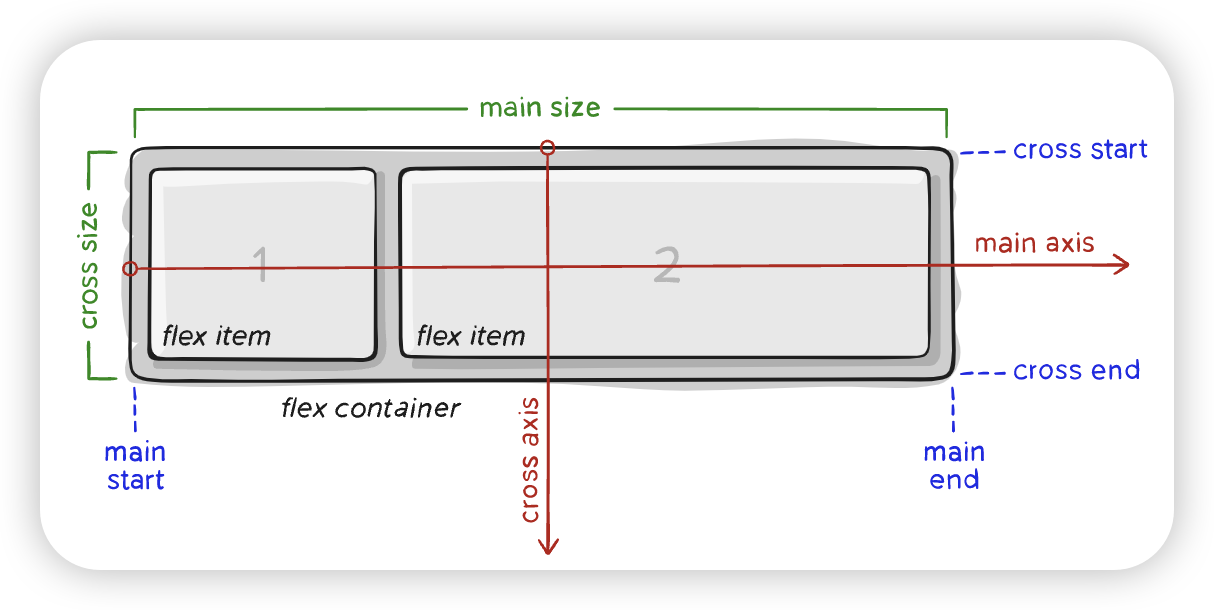 main size
cross start
cross size
main axis
1
2
flex item
flex item
cross end
flex container
cross axis
main
start
main
end